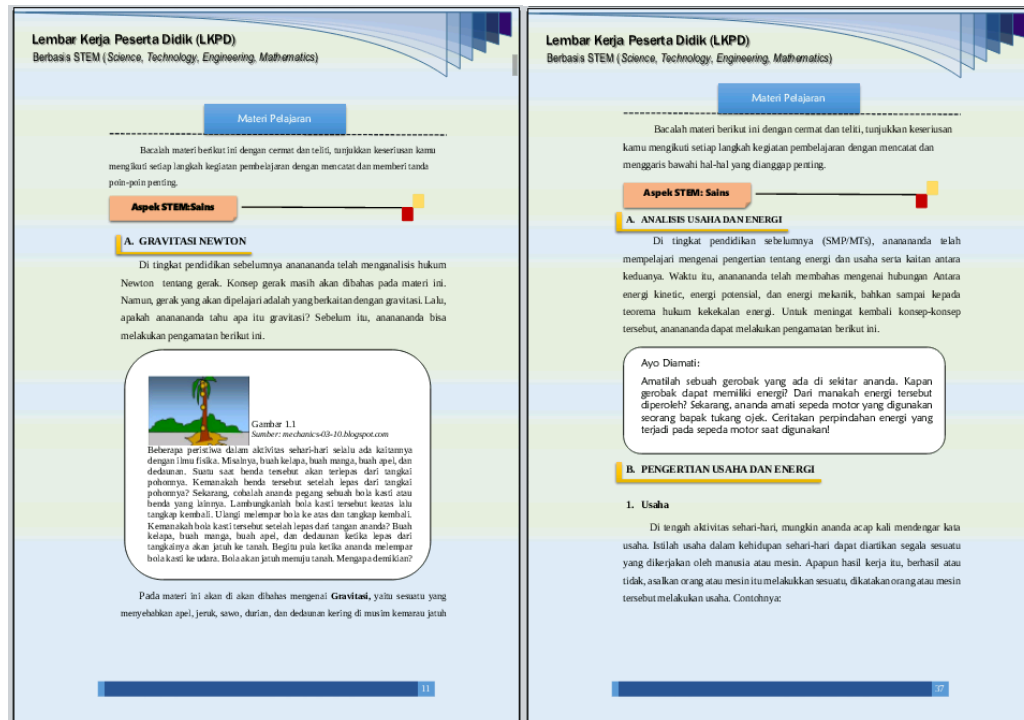 Lembar Kerja Peserta Didik (LKPD)
Berbasis STEM (Science, Technology, Engineering, Mathematics)
Materi Pelajaran
Bacalah materi berikut ini dengan cermat dan teliti, tunjukkan keseriusan kamu
mengikuti setiap langkah kegiatan pembelajaran dengan mencatat dan memberi tanda
poin-poin penting.
Aspek STEM:Sains
A. GRAVITASI NEWTON
Di tingkat pendidikan sebelumnya ananananda telah menganalisis hukum
Newton tentang gerak. Konsep gerak masih akan dibahas pada materi ini.
Namun, gerak yang akan dipelajari adalah yang berkaitan dengan gravitasi. Lalu,
apakah ananananda tahu apa itu gravitasi? Sebelum itu, ananananda bisa
melakukan pengamatan berikut ini.
Gambar 1.1
Sumber: mechanics-03-10.blogspot.com
Beberapa peristiwa dalam aktivitas sehari-hari selalu ada kaitannya
dengan ilmu fisika. Misalnya, buah kelapa, buah manga, buah apel, dan
dedaunan. Suatu saat benda tersebut akan terlepas dari tangkai
pohonnya. Kemanakah benda tersebut setelah lepas dari tangkai
pohonnya? Sekarang, cobalah ananda pegang sebuah bola kasti atau
benda yang lainnya. Lambungkanlah bola kasti tersebut keatas lalu
tangkap kembali. Ulangi melempar bola ke atas dan tangkap kembali.
Kemanakah bola kasti tersebut setelah lepas dari tangan ananda? Buah
kelapa, buah manga, buah apel, dan dedaunan ketika lepas dari
tangkainya akan jatuh ke tanah. Begitu pula ketika ananda melempar
bola kasti ke udara. Bola akan jatuh menuju tanah. Mengapa demikian?
Pada materi ini akan di akan dibahas mengenai Gravitasi, yaitu sesuatu yang
menyebabkan apel, jeruk, sawo, durian, dan dedaunan kering di musim kemarau jatuh
11
Lembar Kerja Peserta Didik (LKPD)
Berbasis STEM (Science, Technology, Engineering, Mathematics)
Materi Pelajaran
Bacalah materi berikut ini dengan cermat dan teliti, tunjukkan keseriusan
kamu mengikuti setiap langkah kegiatan pembelajaran dengan mencatat dan
menggaris bawahi hal-hal yang dianggap penting.
Aspek STEM: Sains
A. ANALISIS USAHA DAN ENERGI
Di tingkat pendidikan sebelumnya (SMP/MTs), ananananda telah
mempelajari mengenai pengertian tentang energi dan usaha serta kaitan antara
keduanya. Waktu itu, ananananda telah membahas mengenai hubungan Antara
energi kinetic, energi potensial, dan energi mekanik, bahkan sampai kepada
teorema hukum kekekalan energi. Untuk meningat kembali konsep-konsep
tersebut, ananananda dapat melakukan pengamatan berikut ini.
Ayo Diamati:
Amatilah sebuah gerobak yang ada di sekitar ananda. Kapan
gerobak dapat memiliki energi? Dari manakah energi tersebut
diperoleh? Sekarang, ananda amati sepeda motor yang digunakan
seorang bapak tukang ojek. Ceritakan perpindahan energi yang
terjadi pada sepeda motor saat digunakan!
B. PENGERTIAN USAHA DAN ENERGI
1. Usaha
Di tengah aktivitas sehari-hari, mungkin ananda acap kali mendengar kata
usaha. Istilah usaha dalam kehidupan sehari-hari dapat diartikan segala sesuatu
yang dikerjakan oleh manusia atau mesin. Apapun hasil kerja itu, berhasil atau
tidak, asalkan orang atau mesin itu melakukkan sesuatu, dikatakan orang atau mesin
tersebut melakukan usaha. Contohnya:
37